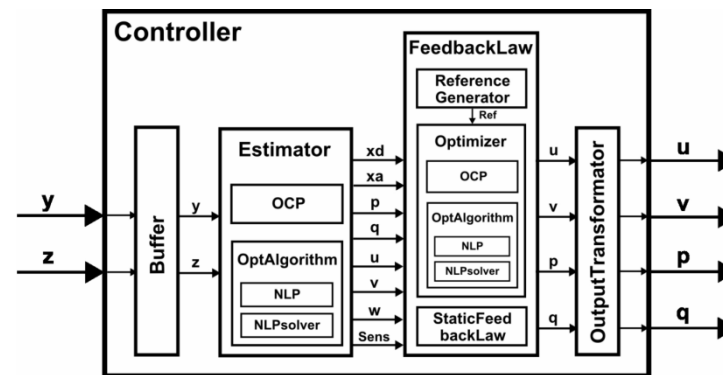 Controller
FeedbackLaw
Reference
Generator
Ref
Estimator
Optimizer
xd
u
u
OCP
xa
OCP
y
y
OCP
p
q
v
v
OptAlgorithm
OptAlgorithm
NLP
NLPsolver
z
z
u
p
p
NLP
v
NLPsolver
w
StaticFeed
backLaw
q
q
Sens
Buffer
OutputTransformator